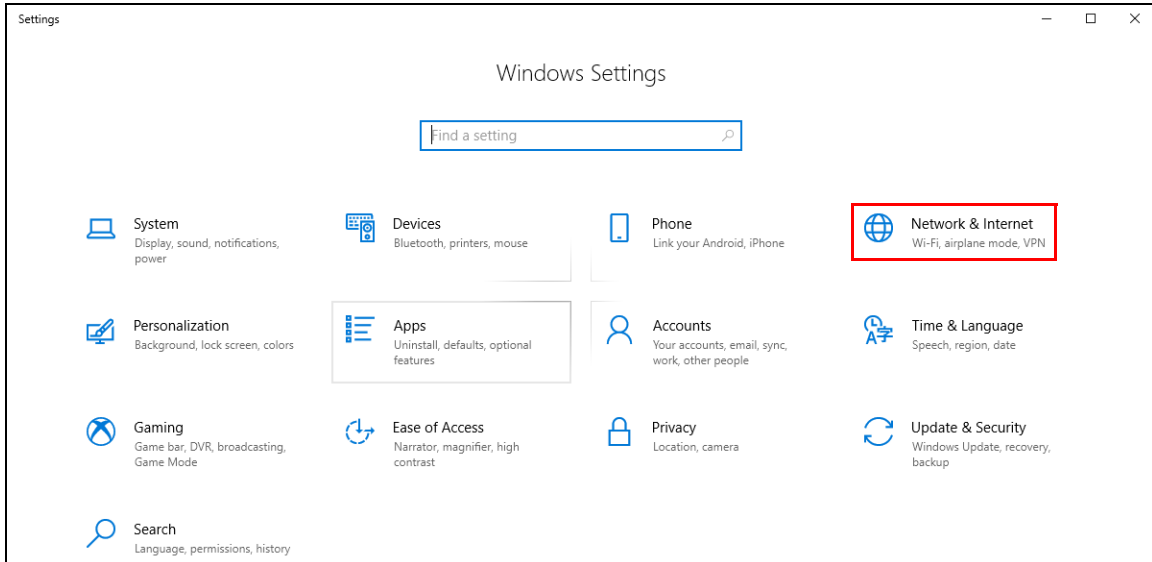 Settings
Windows Settings
Find a setting
System
Display, sound, notifications,
power
Devices
Bluetooth, printers, mouse
Phone
Link your Android, iPhone
Network & Internet
Wi-Fi, airplane mode, VPN
Personalization
Background, lock screen, colors
Apps
Uninstall, defaults, optional
features
Accounts
Your accounts, email, sync,
work, other people
Time & Language
Speech, region, date
Gaming
Game bar, DVR, broadcasting,
Game Mode
Ease of Access
Narrator, magnifier, high
contrast
Privacy
Location, camera
Update & Security
Windows Update, recovery,
backup
Search
Language, permissions, history